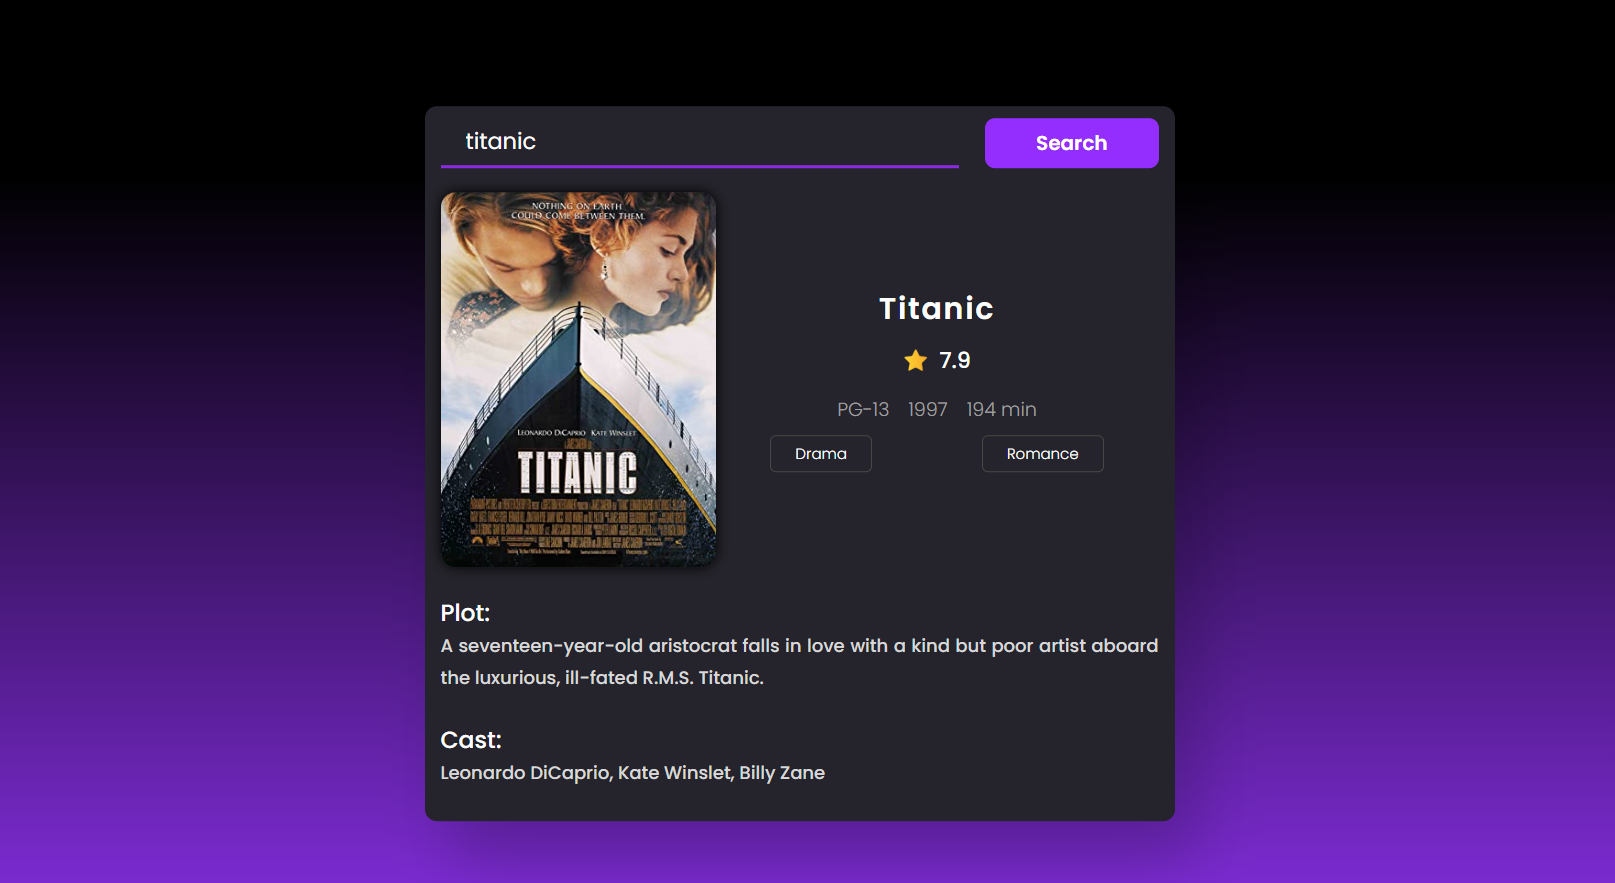 titanic
Search
NOTHING ON EARTH
COULD COME BETWEEN THEM.
LEONARDO DiCAPRIO KATE WINSLET
TITANIC
Titanic
7.9
PG-13 1997 194 min
Drama Romance
Plot:
A seventeen-year-old aristocrat falls in love with a kind but poor artist aboard
the luxurious, ill-fated R.M.S. Titanic.
Cast:
Leonardo DiCaprio, Kate Winslet, Billy Zane